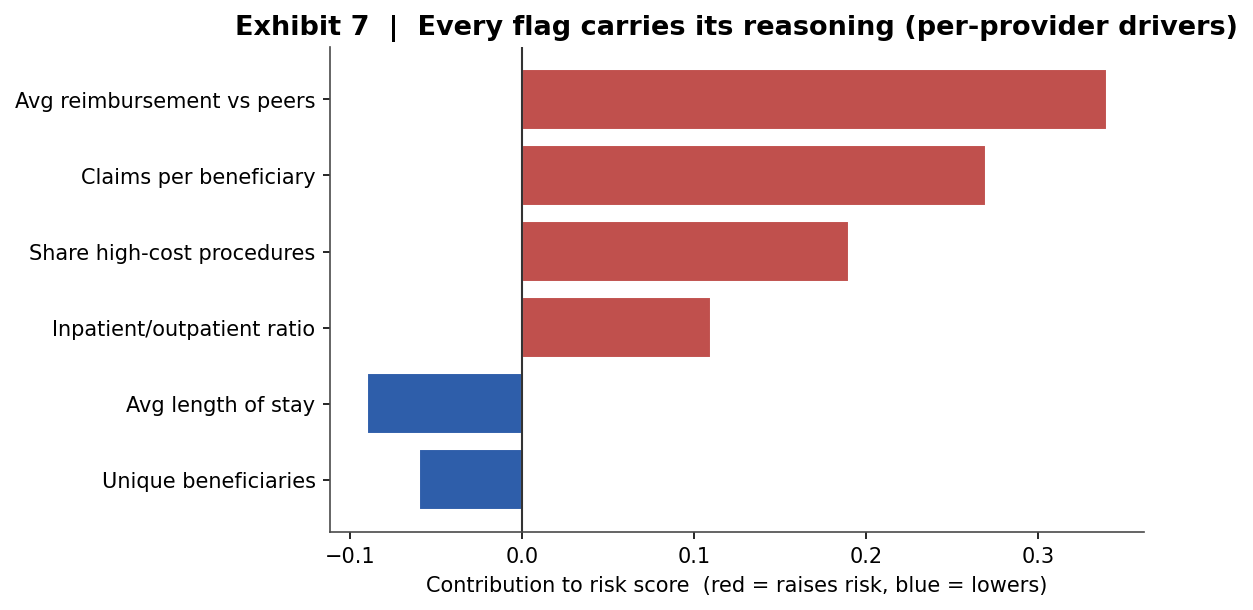 Exhibit 7 | Every flag carries its reasoning (per-provider drivers)
Avg reimbursement vs peers
Claims per beneficiary
Share high-cost procedures
Inpatient/outpatient ratio
Avg length of stay
Unique beneficiaries
−0.1 0.0 0.1 0.2 0.3
Contribution to risk score (red = raises risk, blue = lowers)